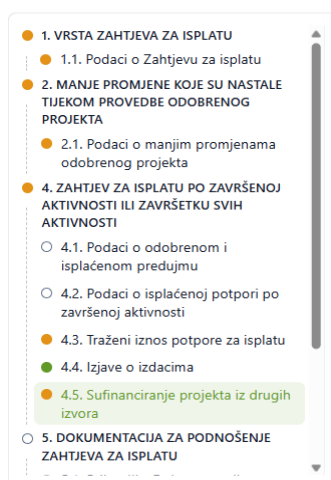 1. VRSTA ZAHTJEVA ZA ISPLATU
1.1. Podaci o Zahtjevu za isplatu
2. MANJE PROMJENE KOJE SU NASTALE
TIJEKOM PROVEDBE ODOBRENOG
PROJEKTA
2.1. Podaci o manjim promjenama
odobrenog projekta
4. ZAHTJEV ZA ISPLATU PO ZAVRŠENOJ
AKTIVNOSTI ILI ZAVRŠETKU SVIH
AKTIVNOSTI
4.1. Podaci o odobrenom i
isplaćenom predujmu
4.2. Podaci o isplaćenoj potpori po
završenoj aktivnosti
4.3. Traženi iznos potpore za isplatu
4.4. Izjave o izdacima
4.5. Sufinanciranje projekta iz drugih
izvora
5. DOKUMENTACIJA ZA PODNOŠENJE
ZAHTJEVA ZA ISPLATU